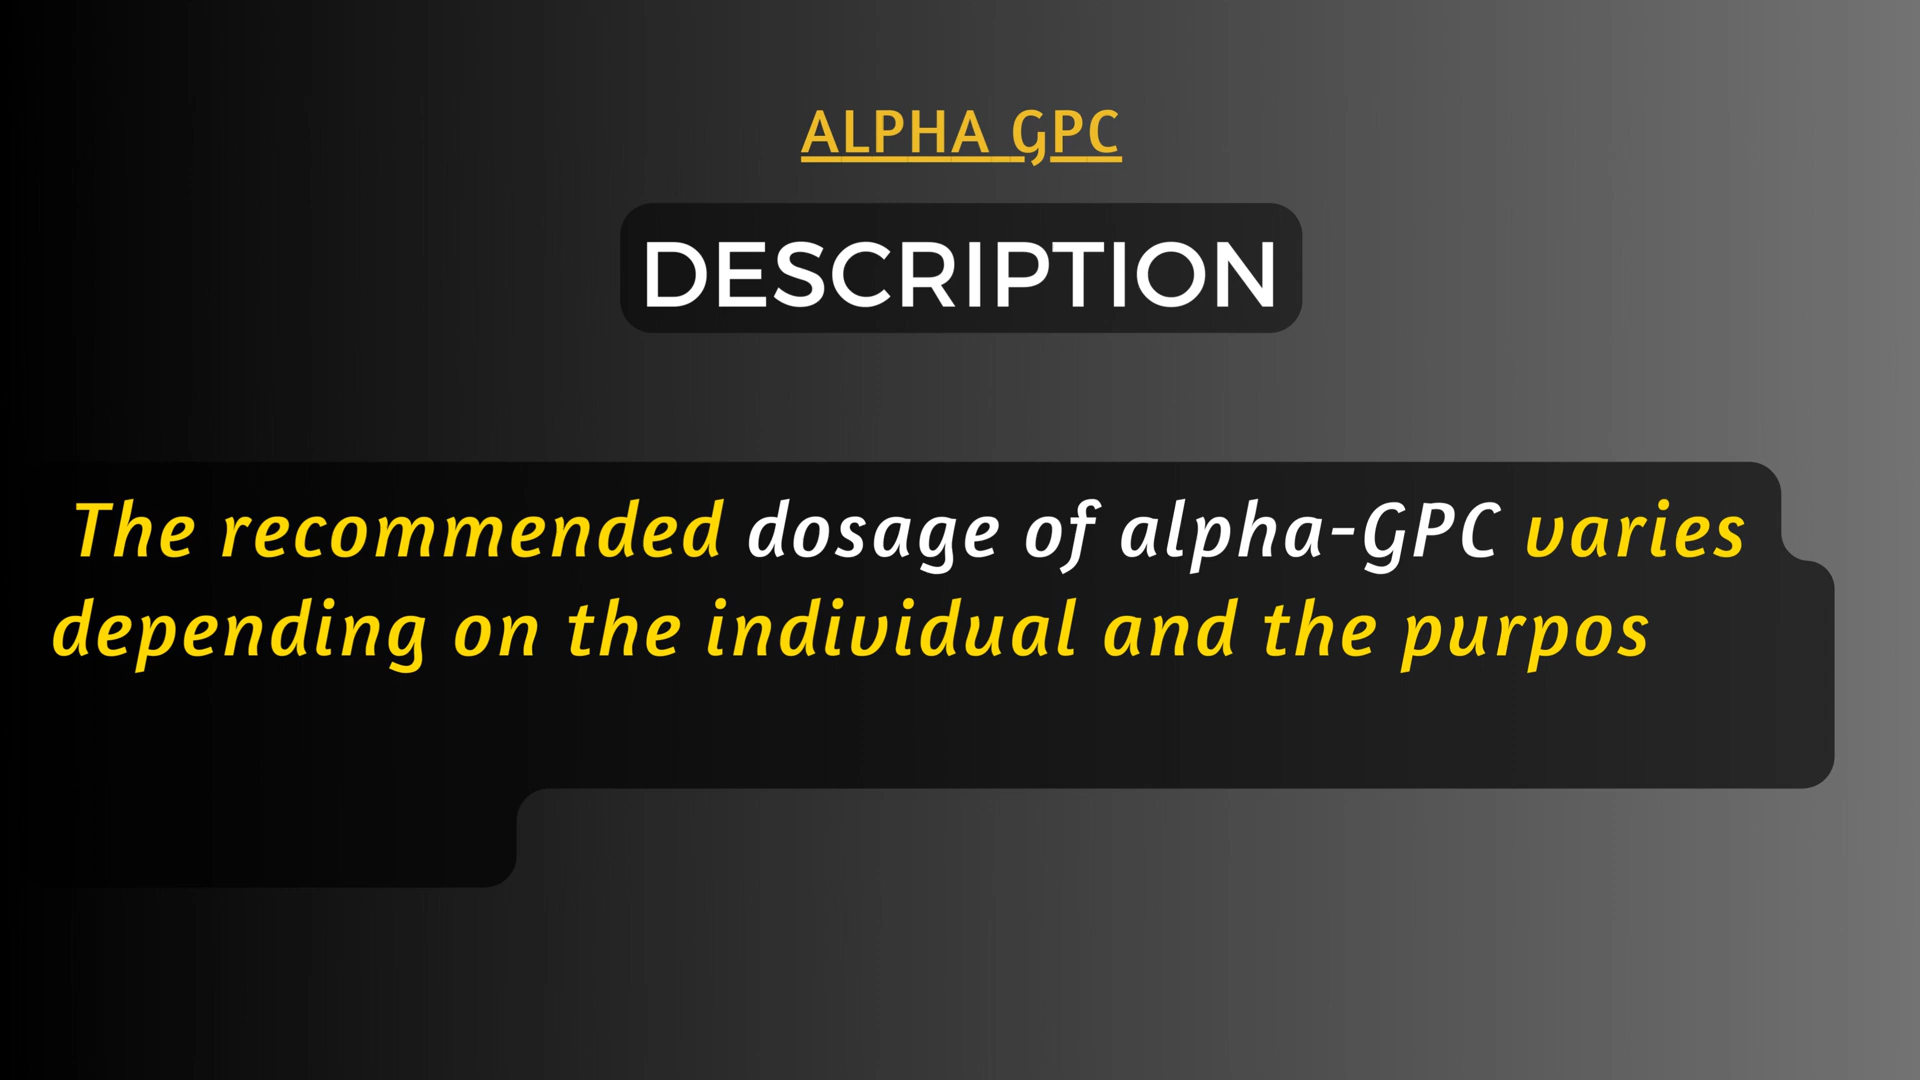 ALPHA GPC
DESCRIPTION
The recommended dosage of alpha-GPC varies
depending on the individual and the purpos